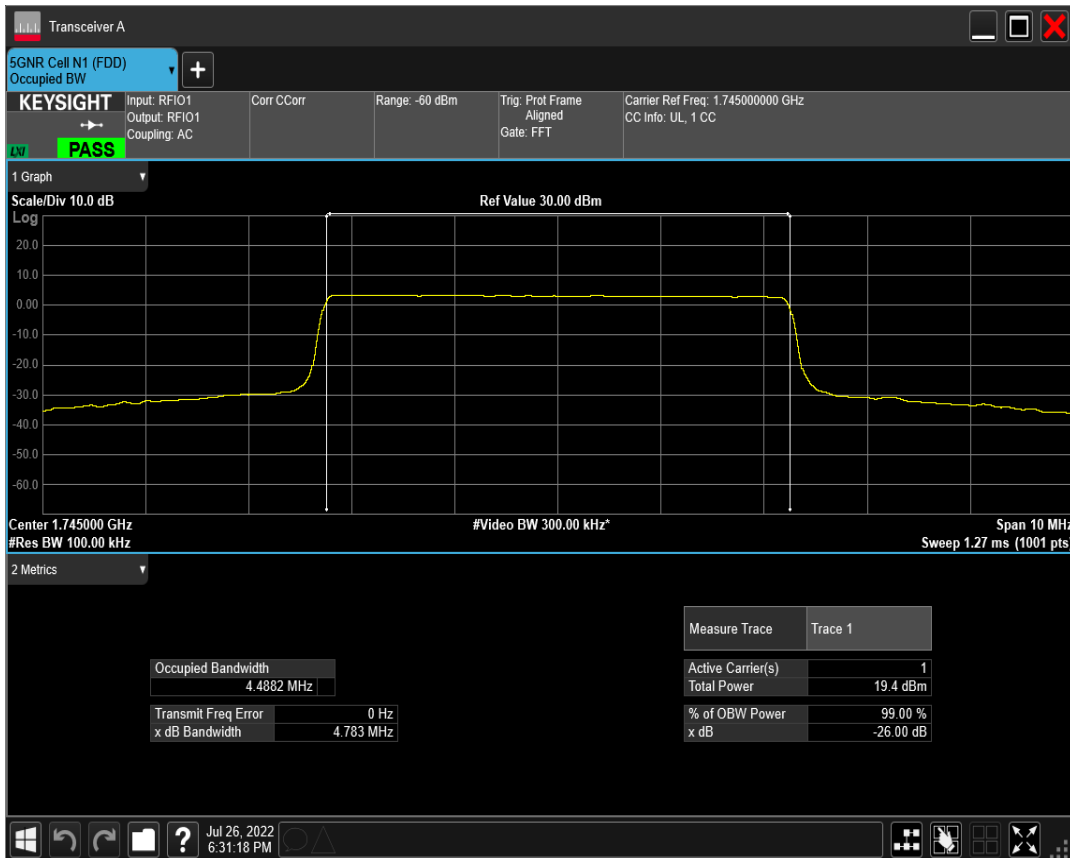 Transceiver A
5GNR Cell N1 (FDD)
Occupied BW
+
KEYSIGHT
LXI
PASS
Input: RFIO1
Output: RFIO1
Coupling: AC
Corr CCorr
Range: -60 dBm
Trig: Prot Frame
Aligned
Gate: FFT
Carrier Ref Freq: 1.745000000 GHz
CC Info: UL, 1 CC
1 Graph
Scale/Div 10.0 dB
Ref Value 30.00 dBm
Log
20.0
10.0
0.00
-10.0
-20.0
-30.0
-40.0
-50.0
-60.0
Center 1.745000 GHz
#Video BW 300.00 kHz*
Span 10 MHz
#Res BW 100.00 kHz
Sweep 1.27 ms (1001 pts)
2 Metrics
Measure Trace Trace 1
Occupied Bandwidth
4.4882 MHz
Active Carrier(s) 1
Total Power 19.4 dBm
Transmit Freq Error 0 Hz
x dB Bandwidth 4.783 MHz
% of OBW Power 99.00 %
x dB -26.00 dB
?
Jul 26, 2022
6:31:18 PM